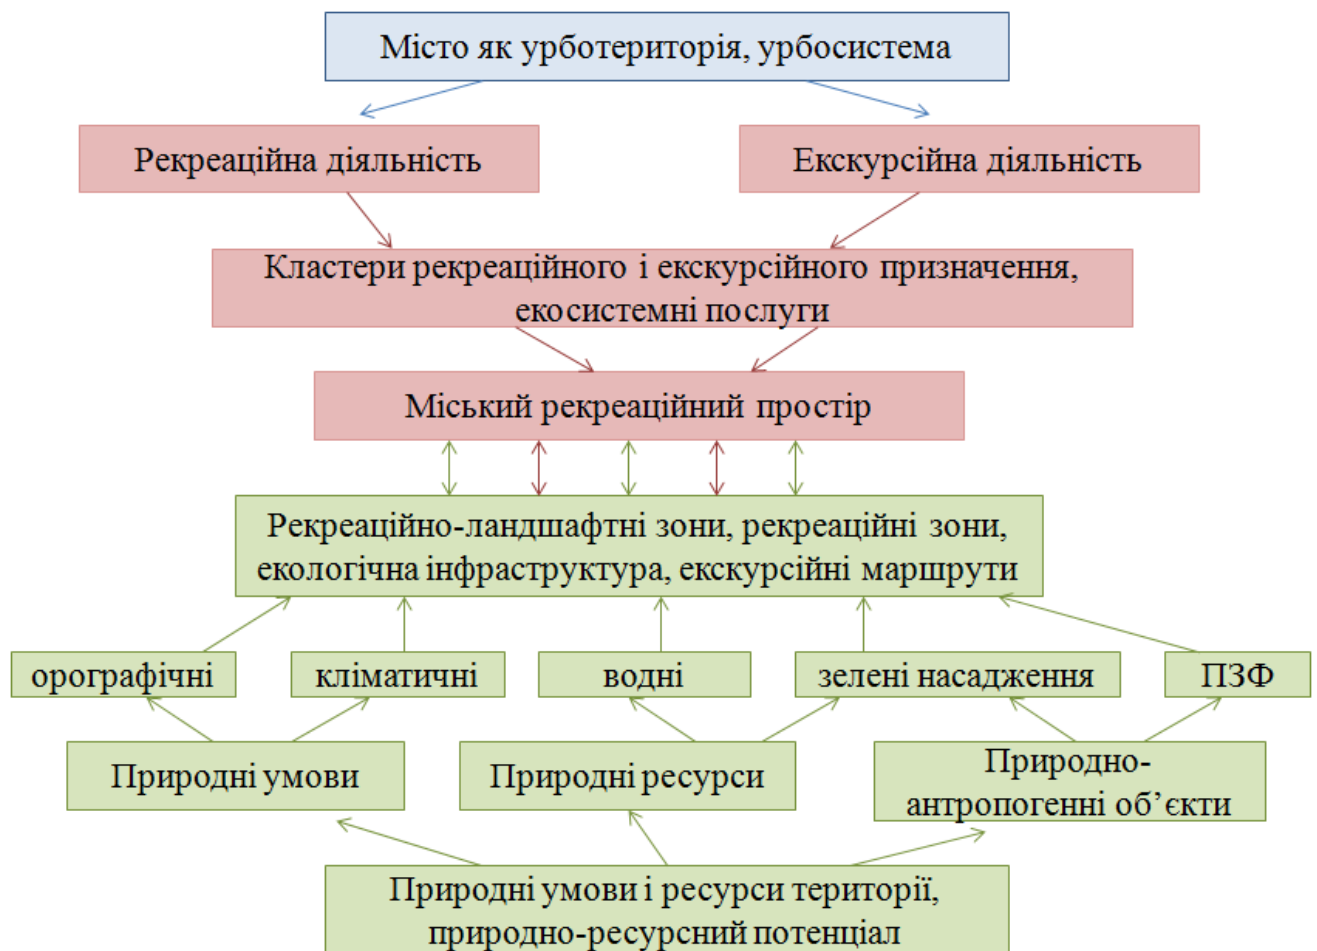 Місто як урботериторія, урбосистема
Рекреаційна діяльність
Екскурсійна діяльність
Кластери рекреаційного і екскурсійного призначення,
екосистемні послуги
Міський рекреаційний простір
Рекреаційно-ландшафтні зони, рекреаційні зони,
екологічна інфраструктура, екскурсійні маршрути
орографічні
кліматичні
водні
зелені насадження
ПЗФ
Природні умови
Природні ресурси
Природно-
антропогенні об’єкти
Природні умови і ресурси території,
природно-ресурсний потенціал